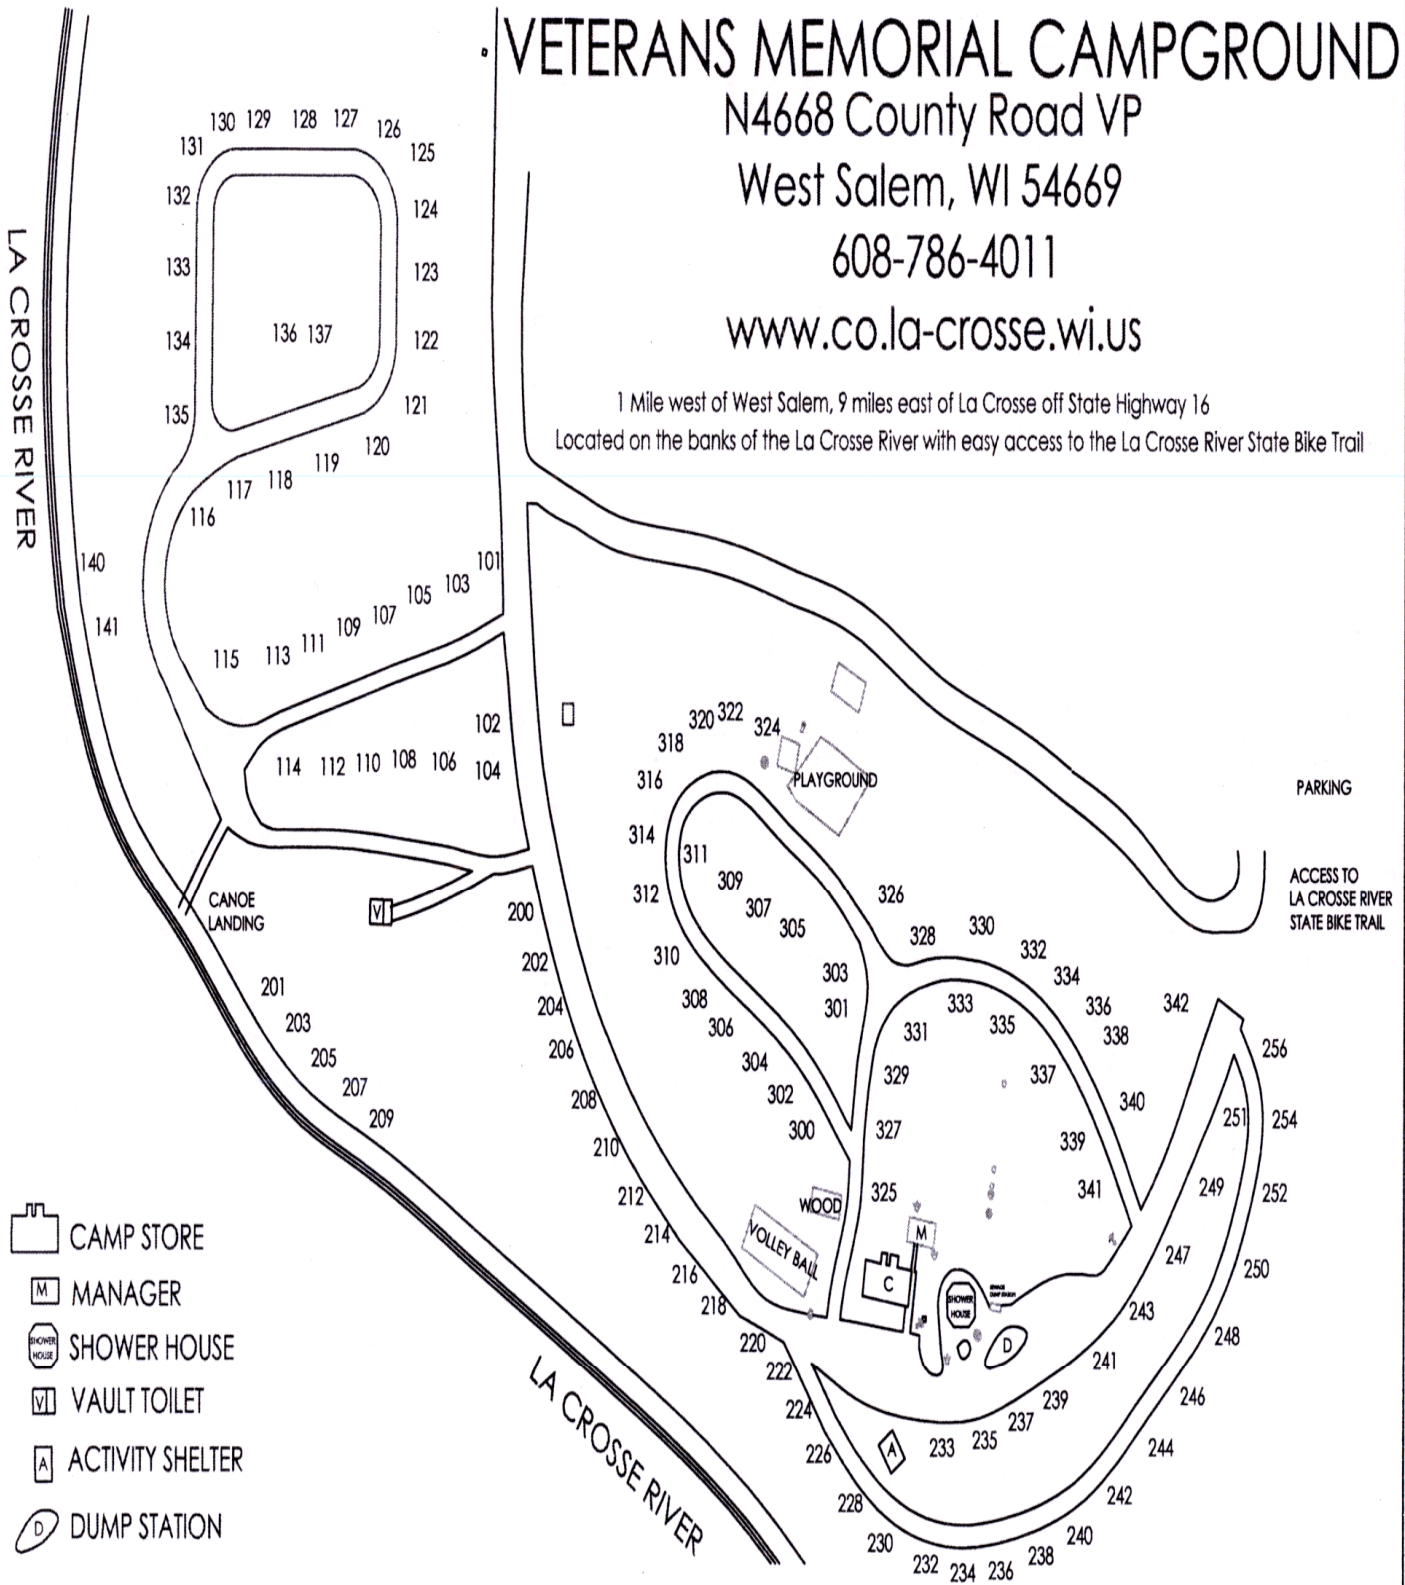 VETERANS MEMORIAL CAMPGROUND
N4668 County Road VP
West Salem, WI 54669
608-786-4011
www.co.la-crosse.wi.us
1 Mile west of West Salem, 9 miles east of La Crosse off State Highway 16
Located on the banks of the La Crosse River with easy access to the La Crosse River State Bike Trail
LA CROSSE RIVER
130 129 128 127 126
131 125
132 124
133 123
136 137
134 122
135 121
120
119
118
117
116
140
141
101
103
105
107
109
111
113
115
102
114 112 110 108 106 104
V
CANOE
LANDING
200
202
204
206
208
210
212
214
216
218
220
222
224
226
228
230
232
234
236
238
240
242
244
246
248
250
252
254
256
201
203
205
207
209
324
322
320
318
316
314
312
310
308
306
304
302
300
311
309
307
305
303
301
PLAYGROUND
326
328
330
332
334
336
338
340
342
333
335
337
339
341
331
329
327
325
251
249
247
243
241
239
237
235
233
PARKING
ACCESS TO
LA CROSSE RIVER
STATE BIKE TRAIL
WOOD
VOLLEY BALL
M
C
SHOWER
HOUSE
SEWAGE
DUMP STATION
D
A
LA CROSSE RIVER
CAMP STORE
M MANAGER
SHOWER
HOUSE
SHOWER HOUSE
V VAULT TOILET
A ACTIVITY SHELTER
D DUMP STATION